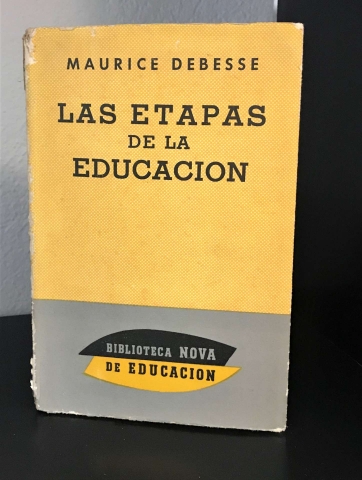 MAURICE DEBESSE
LAS ETAPAS
DE LA
EDUCACION
BIBLIOTECA NOVA
DE EDUCACION